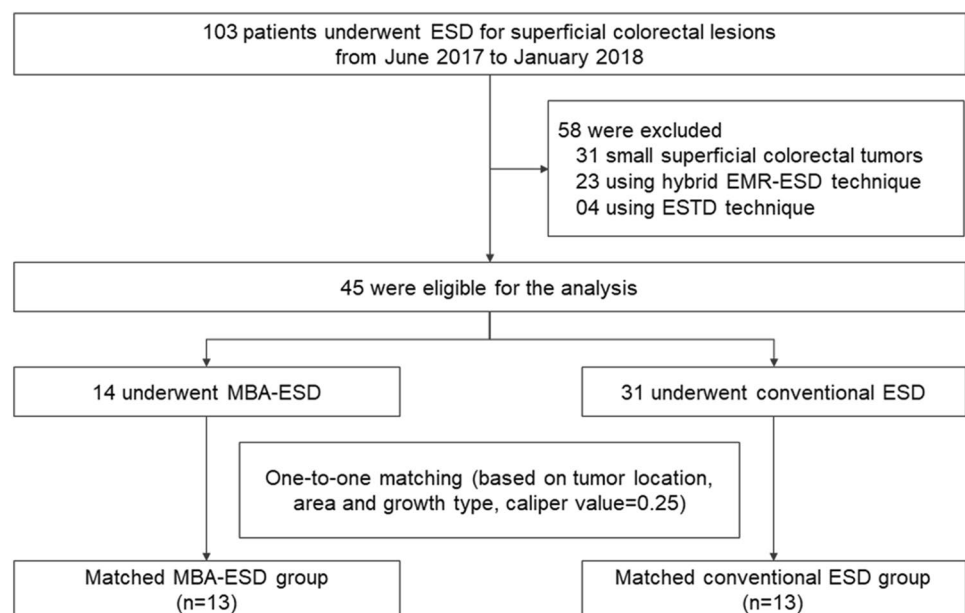 103 patients underwent ESD for superficial colorectal lesions
from June 2017 to January 2018
58 were excluded
31 small superficial colorectal tumors
23 using hybrid EMR-ESD technique
04 using ESTD technique
45 were eligible for the analysis
14 underwent MBA-ESD
31 underwent conventional ESD
One-to-one matching (based on tumor location,
area and growth type, caliper value=0.25)
Matched MBA-ESD group
(n=13)
Matched conventional ESD group
(n=13)